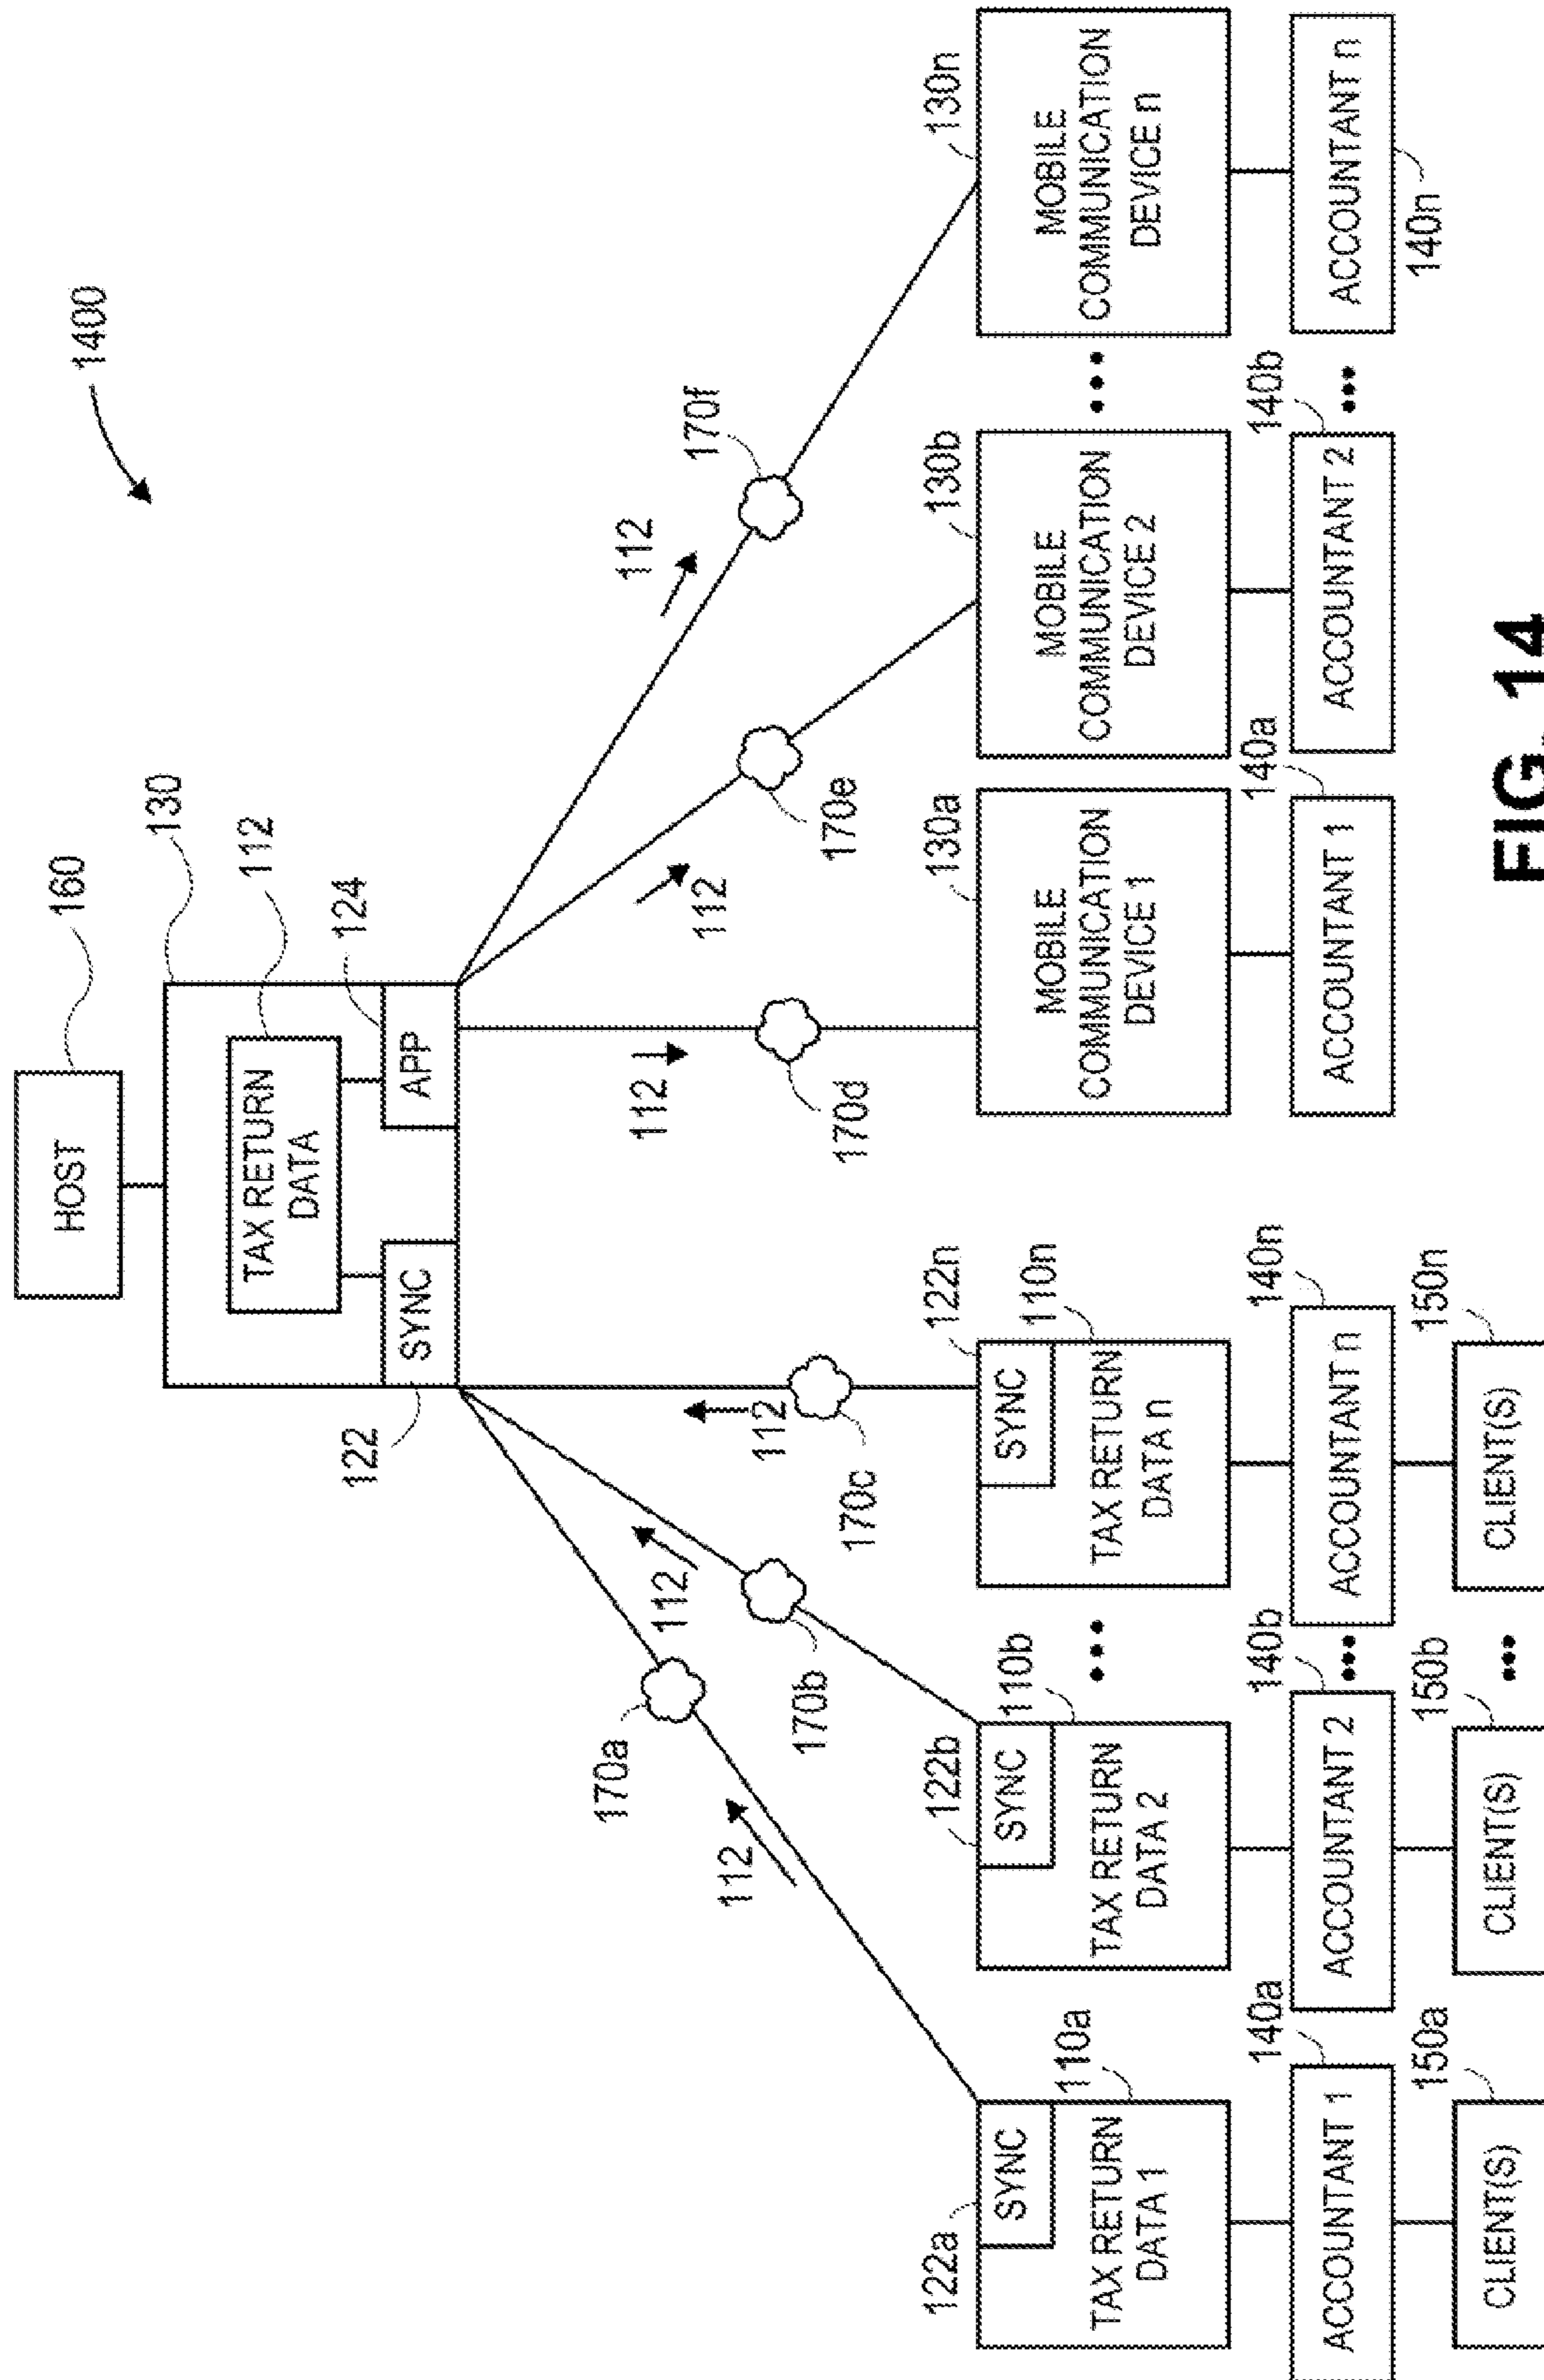 1400
HOST
160
130
TAX RETURN
DATA
112
SYNC
APP
124
122
170a
112
170b
112
170c
112
112
170d
112
170e
112
170f
122a
SYNC
TAX RETURN
DATA 1
110a
122b
SYNC
TAX RETURN
DATA 2
110b
122n
SYNC
TAX RETURN
DATA n
110n
MOBILE
COMMUNICATION
DEVICE 1
130a
MOBILE
COMMUNICATION
DEVICE 2
130b
MOBILE
COMMUNICATION
DEVICE n
130n
ACCOUNTANT 1
140a
ACCOUNTANT 2
140b
ACCOUNTANT n
140n
ACCOUNTANT 1
140a
ACCOUNTANT 2
140b
ACCOUNTANT n
140n
CLIENT(S)
150a
CLIENT(S)
150b
CLIENT(S)
150n
FIG. 14